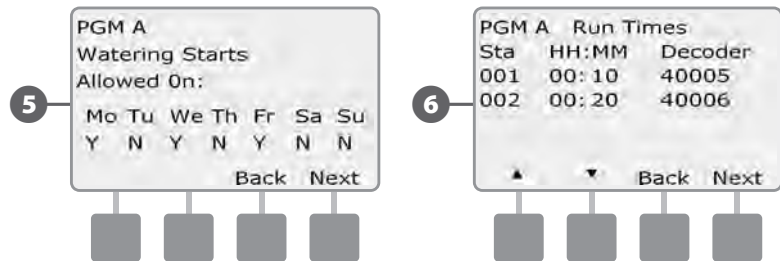 5
PGM A
Watering Starts
Allowed 0n:
Mo Tu We Th Fr Sa Su
Y N Y N Y N N
Back Next
6
PGM A Run Times
Sta HH:MM Decoder
001 00:10 40005
002 00:20 40006
▲ ▼ Back Next